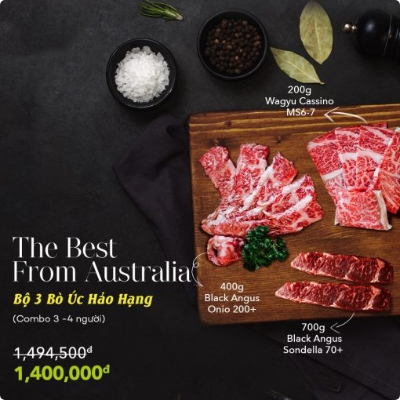 200g
Wagyu Cassino
MS6-7
The Best
From Australia
Bộ 3 Bò Úc Hảo Hạng
(Combo 3 -4 người)
400g
Black Angus
Onio 200+
700g
Black Angus
Sondella 70+
1,494,500đ
1,400,000đ